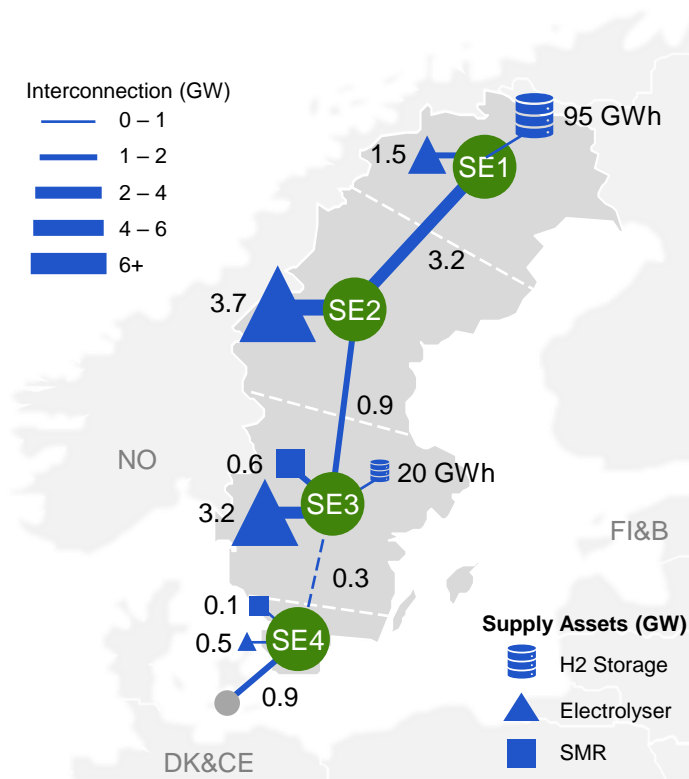 Interconnection (GW)
0 – 1
1 – 2
2 – 4
4 – 6
6+
95 GWh
1.5
SE1
3.2
3.7
SE2
0.9
NO
0.6
20 GWh
SE3
3.2
FI&B
0.3
0.1
SE4
0.5
0.9
DK&CE
Supply Assets (GW)
H2 Storage
Electrolyser
SMR